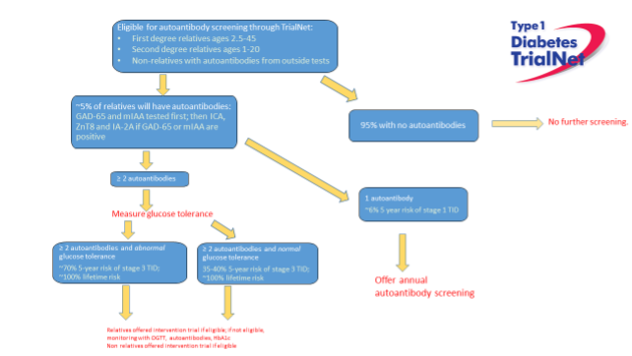 Eligible for autoantibody screening through TrialNet:
• First degree relatives ages 2.5-45
• Second degree relatives ages 1-20
• Non-relatives with autoantibodies from outside tests
Type 1
Diabetes
TrialNet
~5% of relatives will have autoantibodies:
GAD-65 and mIAA tested first; then ICA,
ZnT8 and IA-2A if GAD-65 or mIAA are
positive
95% with no autoantibodies
No further screening.
≥ 2 autoantibodies
1 autoantibody
~6% 5 year risk of stage 1 TID
Measure glucose tolerance
≥ 2 autoantibodies and abnormal
glucose tolerance
~70% 5-year risk of stage 3 TID;
~100% lifetime risk
≥ 2 autoantibodies and normal
glucose tolerance
35-40% 5-year risk of stage 3 TID;
~100% lifetime risk
Offer annual
autoantibody screening
Relatives offered intervention trial if eligible; if not eligible,
monitoring with OGTT, autoantibodies, HbA1c
Non relatives offered intervention trial if eligible